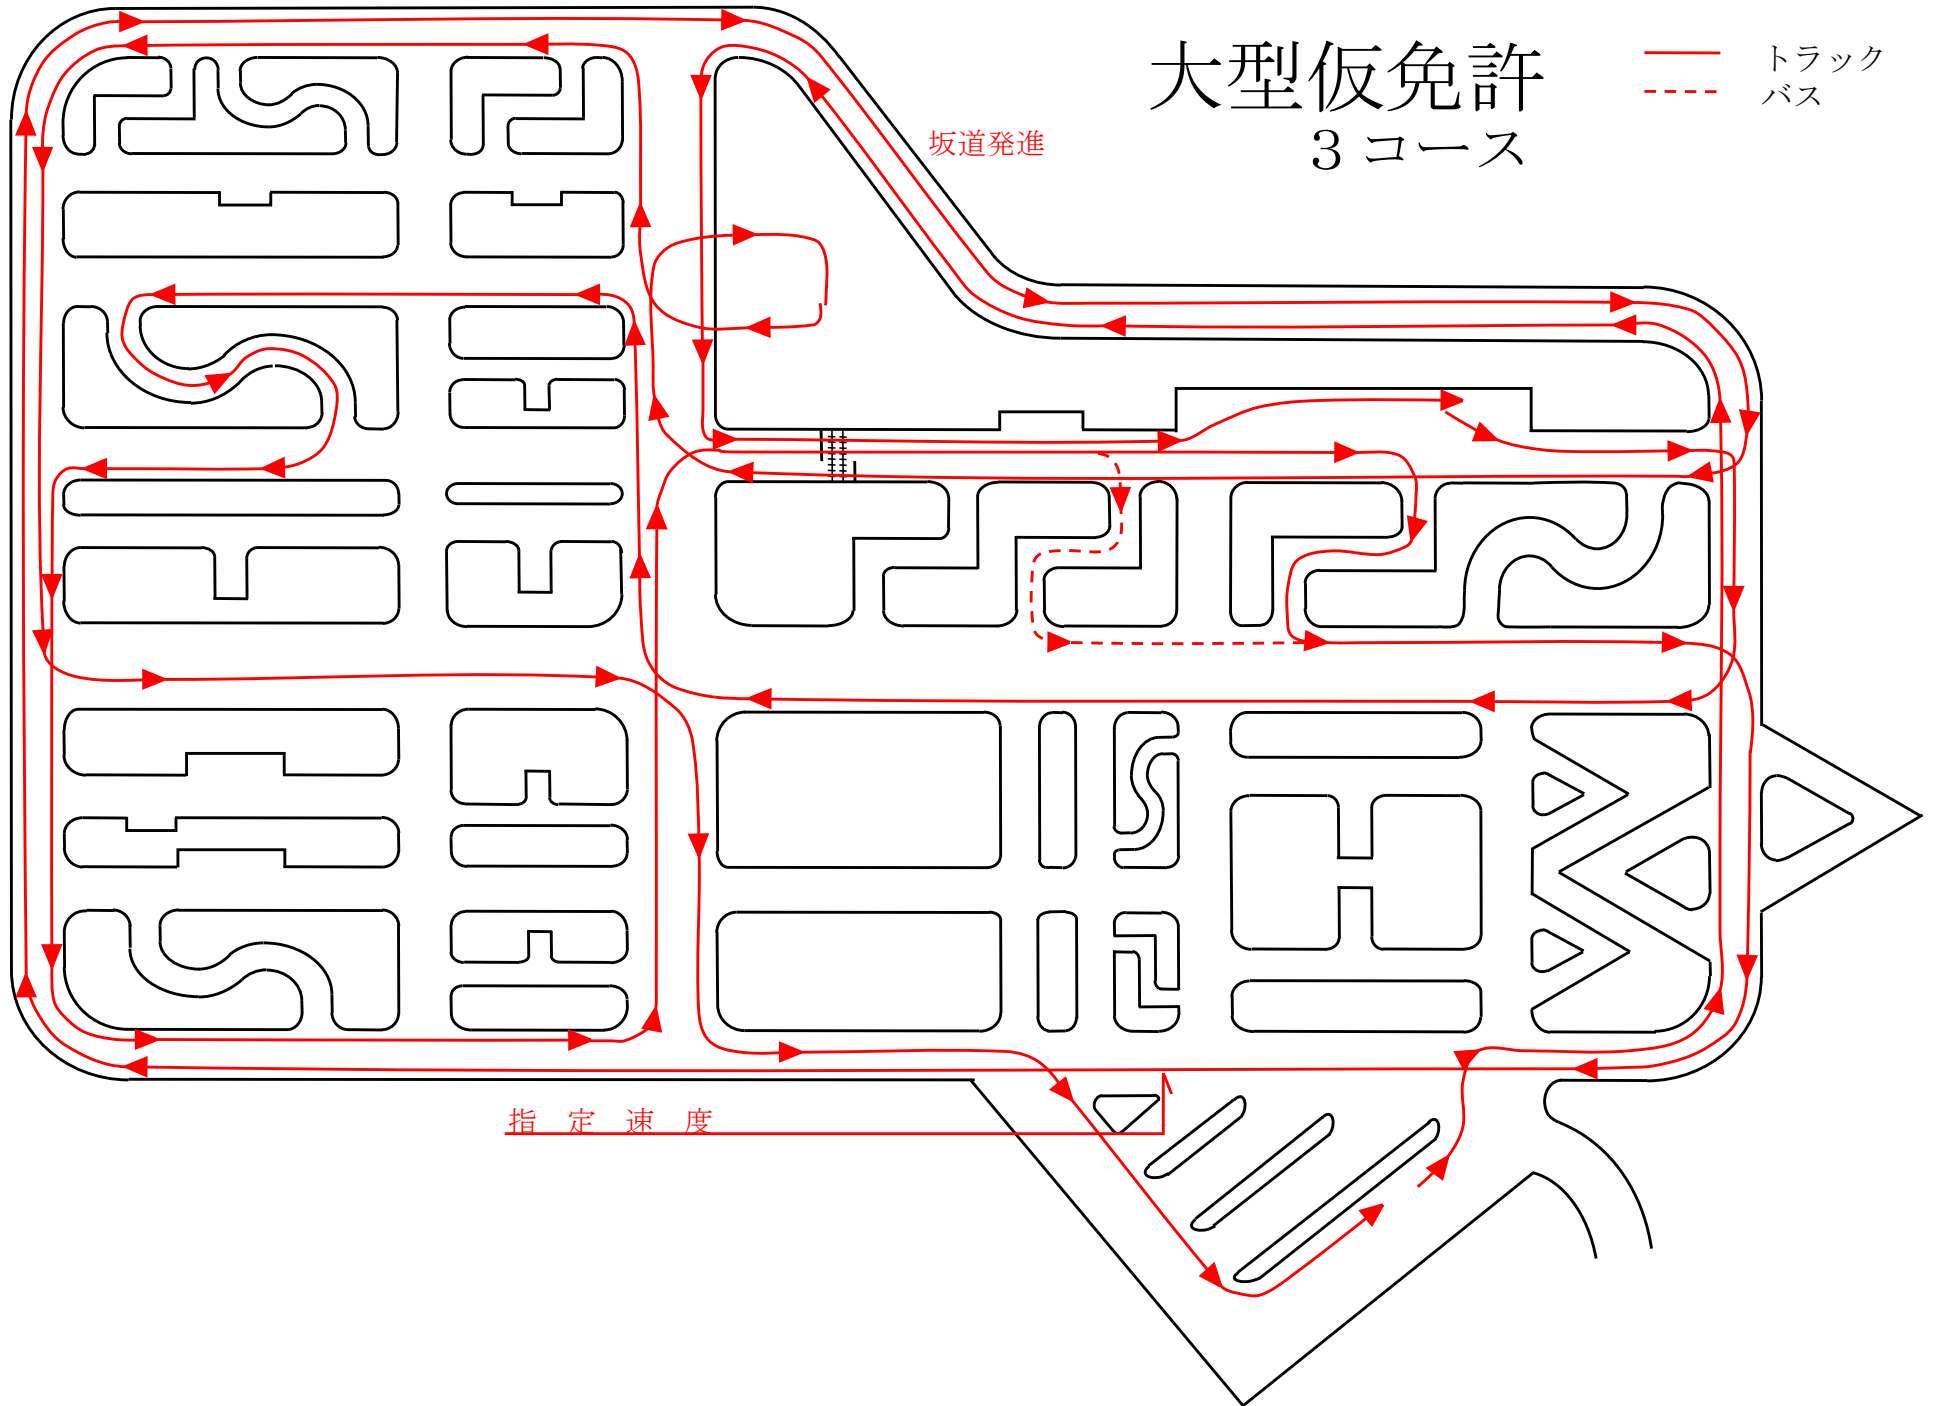 大型仮免許
3 コース
トラック
バス
坂道発進
指 定 速 度